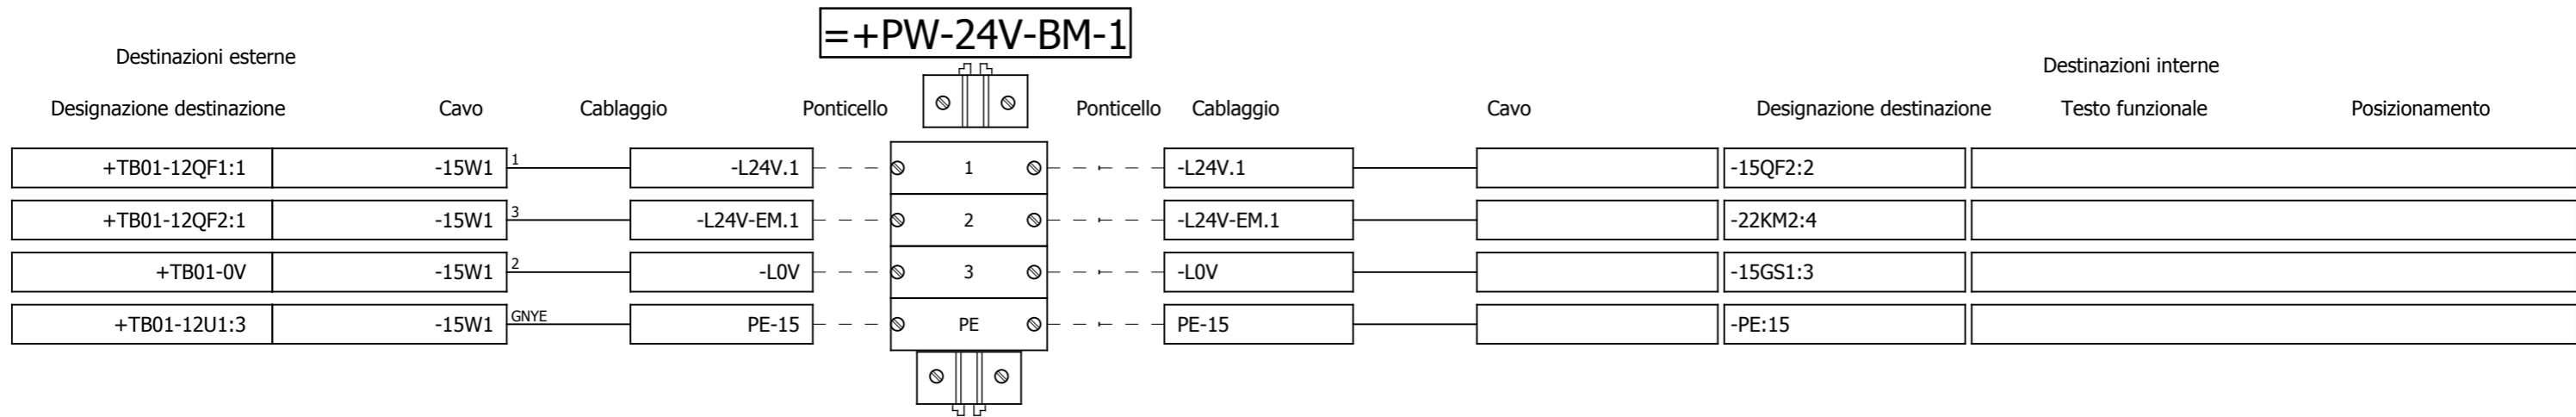 =+PW-24V-BM-1
Destinazioni esterne
Destinazioni interne
Designazione destinazione Cavo Cablaggio Ponticello Ponticello Cablaggio Cavo Designazione destinazione Testo funzionale Posizionamento
+TB01-12QF1:1 -15W1 1 -L24V.1 1 -L24V.1 -15QF2:2
+TB01-12QF2:1 -15W1 3 -L24V-EM.1 2 -L24V-EM.1 -22KM2:4
+TB01-0V -15W1 2 -L0V 3 -L0V -15GS1:3
+TB01-12U1:3 -15W1 GNYE PE-15 PE PE-15 -PE:15